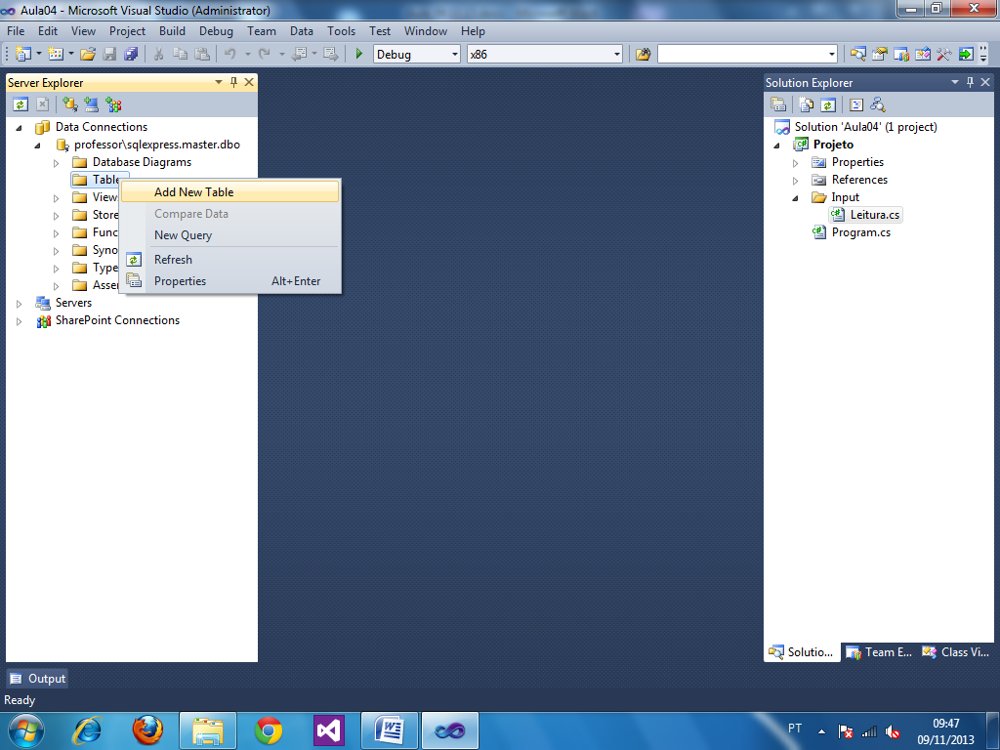 Aula04 - Microsoft Visual Studio (Administrator)
File Edit View Project Build Debug Team Data Tools Test Window Help
Debug x86
Server Explorer
Data Connections
professor\sqlexpress.master.dbo
Database Diagrams
Table
View
Store
Func
Syno
Type
Asse
Servers
SharePoint Connections
Add New Table
Compare Data
New Query
Refresh
Properties Alt+Enter
Solution Explorer
Solution 'Aula04' (1 project)
Projeto
Properties
References
Input
Leitura.cs
Program.cs
Solutio... Team E... Class Vi...
Output
Ready
PT
09:47
09/11/2013